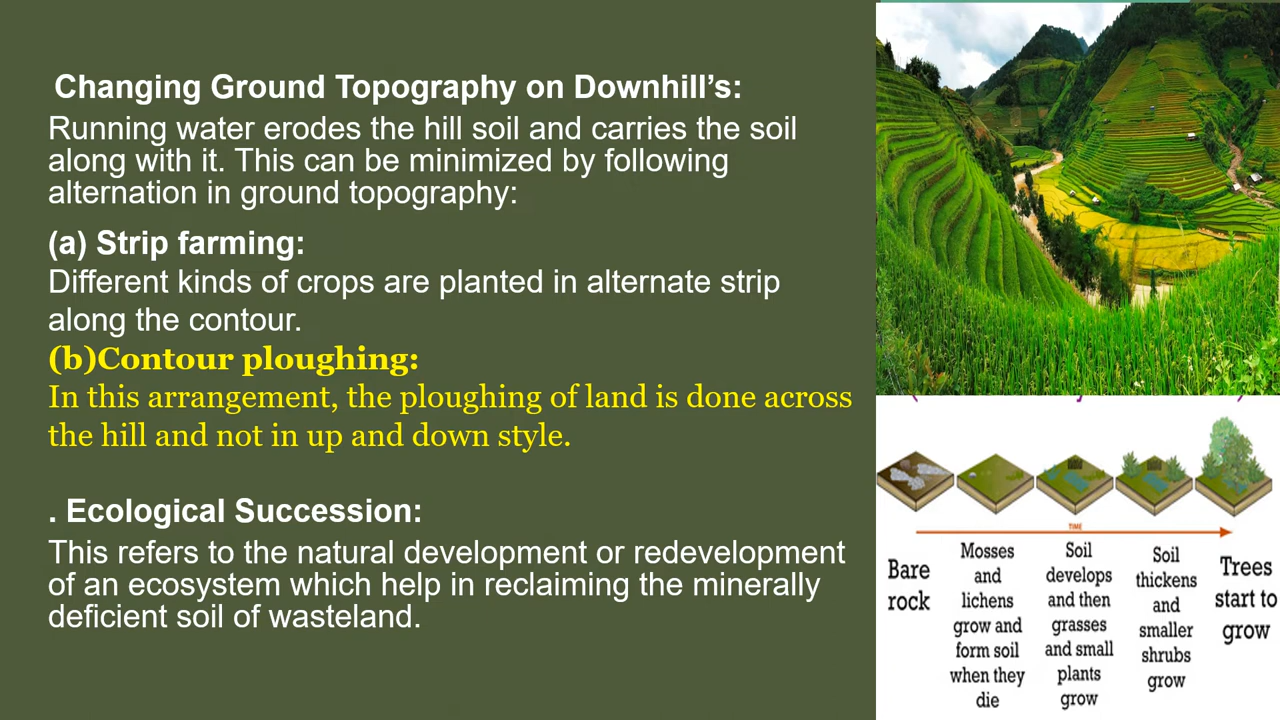 Changing Ground Topography on Downhill’s:
Running water erodes the hill soil and carries the soil
along with it. This can be minimized by following
alternation in ground topography:
(a) Strip farming:
Different kinds of crops are planted in alternate strip
along the contour.
(b)Contour ploughing:
In this arrangement, the ploughing of land is done across
the hill and not in up and down style.
. Ecological Succession:
This refers to the natural development or redevelopment
of an ecosystem which help in reclaiming the minerally
deficient soil of wasteland.
TIME
Bare
rock
Mosses
and
lichens
grow and
form soil
when they
die
Soil
develops
and then
grasses
and small
plants
grow
Soil
thickens
and
smaller
shrubs
grow
Trees
start to
grow